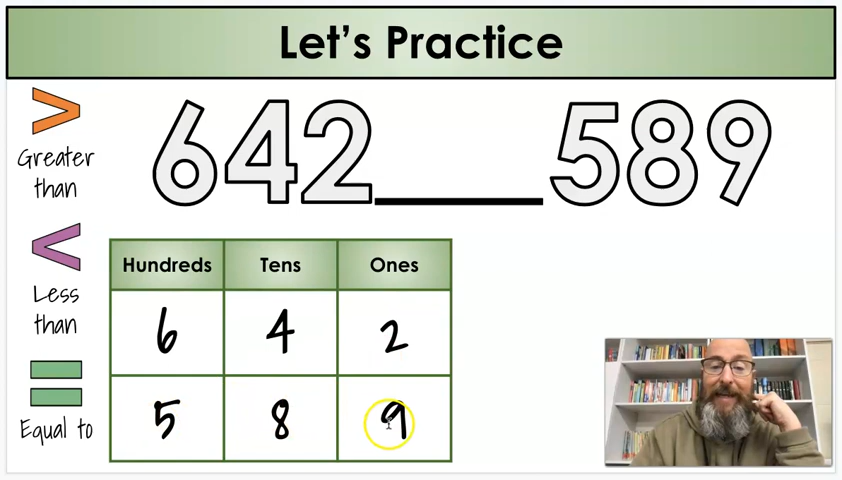 Let's Practice
>
Greater
than
<
Less
than
=
Equal to
642 ____ 589
Hundreds Tens Ones
6 4 2
5 8 9